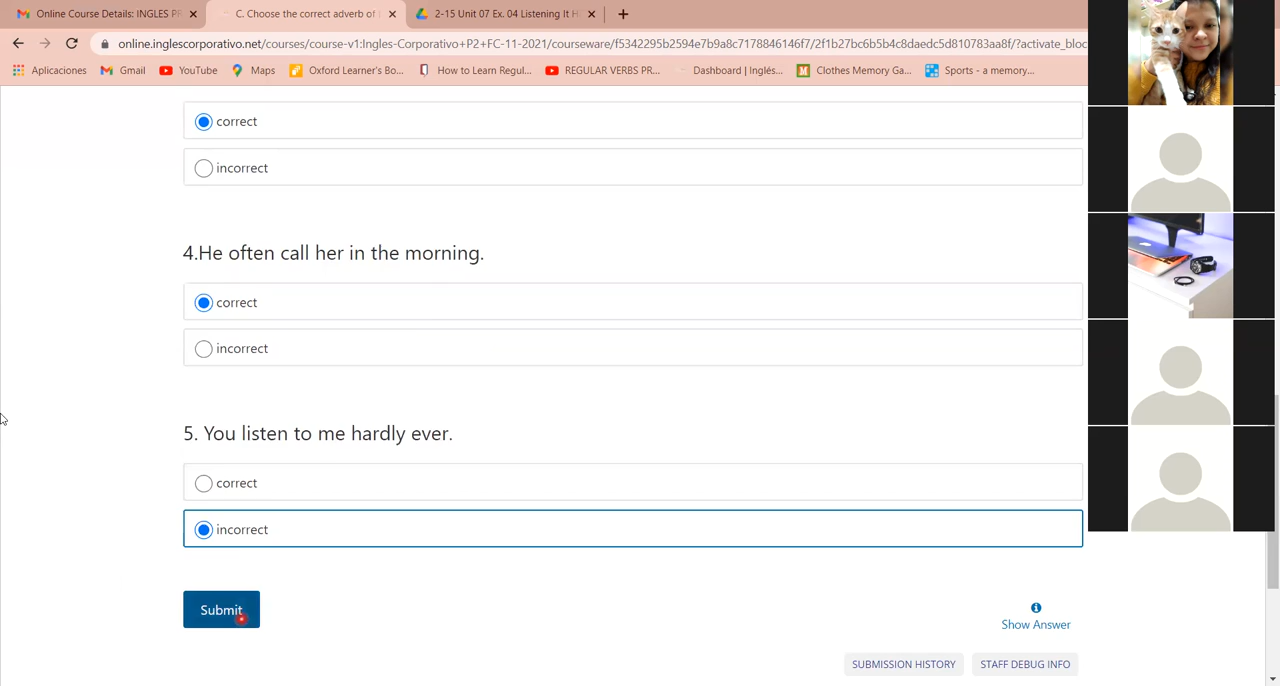 Online Course Details: INGLES PR
C. Choose the correct adverb of
2-15 Unit 07 Ex. 04 Listening It H
online.inglescorporativo.net/courses/course-v1:Ingles-Corporativo+P2+FC-11-2021/courseware/f5342295b2594e7b9a8c7178946146f7/2f1b27bc6b5b4c8daedc5d810783aa8f/?activate_bloc
Aplicaciones Gmail YouTube Maps Oxford Learner's Bo... How to Learn Regul... REGULAR VERBS PR... Dashboard | Inglés... Clothes Memory Ga... Sports - a memory...
correct
incorrect
4.He often call her in the morning.
correct
incorrect
5. You listen to me hardly ever.
correct
incorrect
Submit
Show Answer
SUBMISSION HISTORY STAFF DEBUG INFO